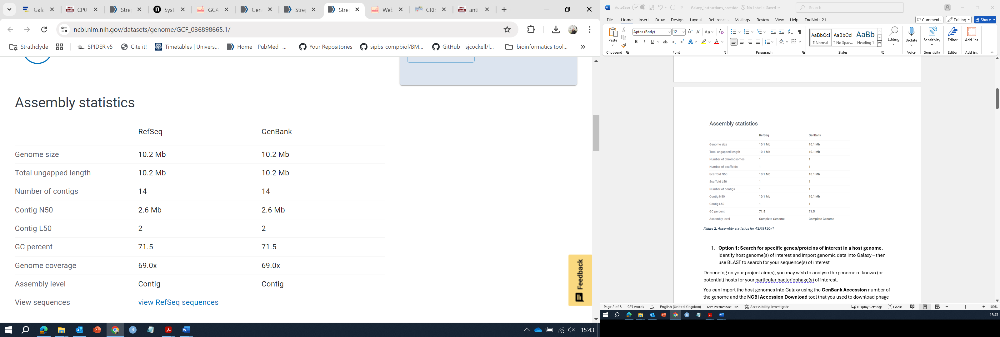 Gala
CP0
Stre
Syst
GCA
Gen
Stre
Stre
Web
CRI
anti
ncbi.nlm.nih.gov/datasets/genome/GCF_036898665.1/
Strathclyde
SPIDER v5
Cite it!
Timetables | Univers...
Home - PubMed -...
Your Repositories
sipbs-compbiol/BM...
GitHub - sjcockell/l...
bioinformatics tool...
Assembly statistics
RefSeq GenBank
Genome size 10.2 Mb 10.2 Mb
Total ungapped length 10.2 Mb 10.2 Mb
Number of contigs 14 14
Contig N50 2.6 Mb 2.6 Mb
Contig L50 2 2
GC percent 71.5 71.5
Genome coverage 69.0x 69.0x
Assembly level Contig Contig
View sequences view RefSeq sequences
Feedback
15:43
AutoSave
Galaxy_instructions_hostside
No Label • Saved
Search
File Home Insert Draw Design Layout References Mailings Review View Help EndNote 21
Comments Editing Share
Paste
Aptos (Body) 12
AaBbCcI AaBbCcI AaBb
¶ Normal ¶ No Spac... Heading 1
Editing Dictate Sensitivity Editor Add-ins
Clipboard Font Paragraph Styles Voice Sensitivity Editor Add-ins
Assembly statistics
RefSeq GenBank
Genome size 10.1 Mb 10.1 Mb
Total ungapped length 10.1 Mb 10.1 Mb
Number of chromosomes 1 1
Number of scaffolds 1 1
Scaffold N50 10.1 Mb 10.1 Mb
Scaffold L50 1 1
Number of contigs 1 1
Contig N50 10.1 Mb 10.1 Mb
Contig L50 1 1
GC percent 71.5 71.5
Assembly level Complete Genome Complete Genome
Figure 2. Assembly statistics for ASM9130v1
1. Option 1: Search for specific genes/proteins of interest in a host genome.
Identify host genome(s) of interest and import genomic data into Galaxy – then
use BLAST to search for your sequence(s) of interest
Depending on your project aim(s), you may wish to analyse the genome of known (or
potential) hosts for your particular bacteriophage(s) of interest.
You can import the host genomes into Galaxy using the GenBank Accession number of
the genome and the NCBI Accession Download tool that you used to download phage
Page 2 of 8 923 words English (United Kingdom) Text Predictions: On Accessibility: Investigate Display Settings Focus 100%
15:43